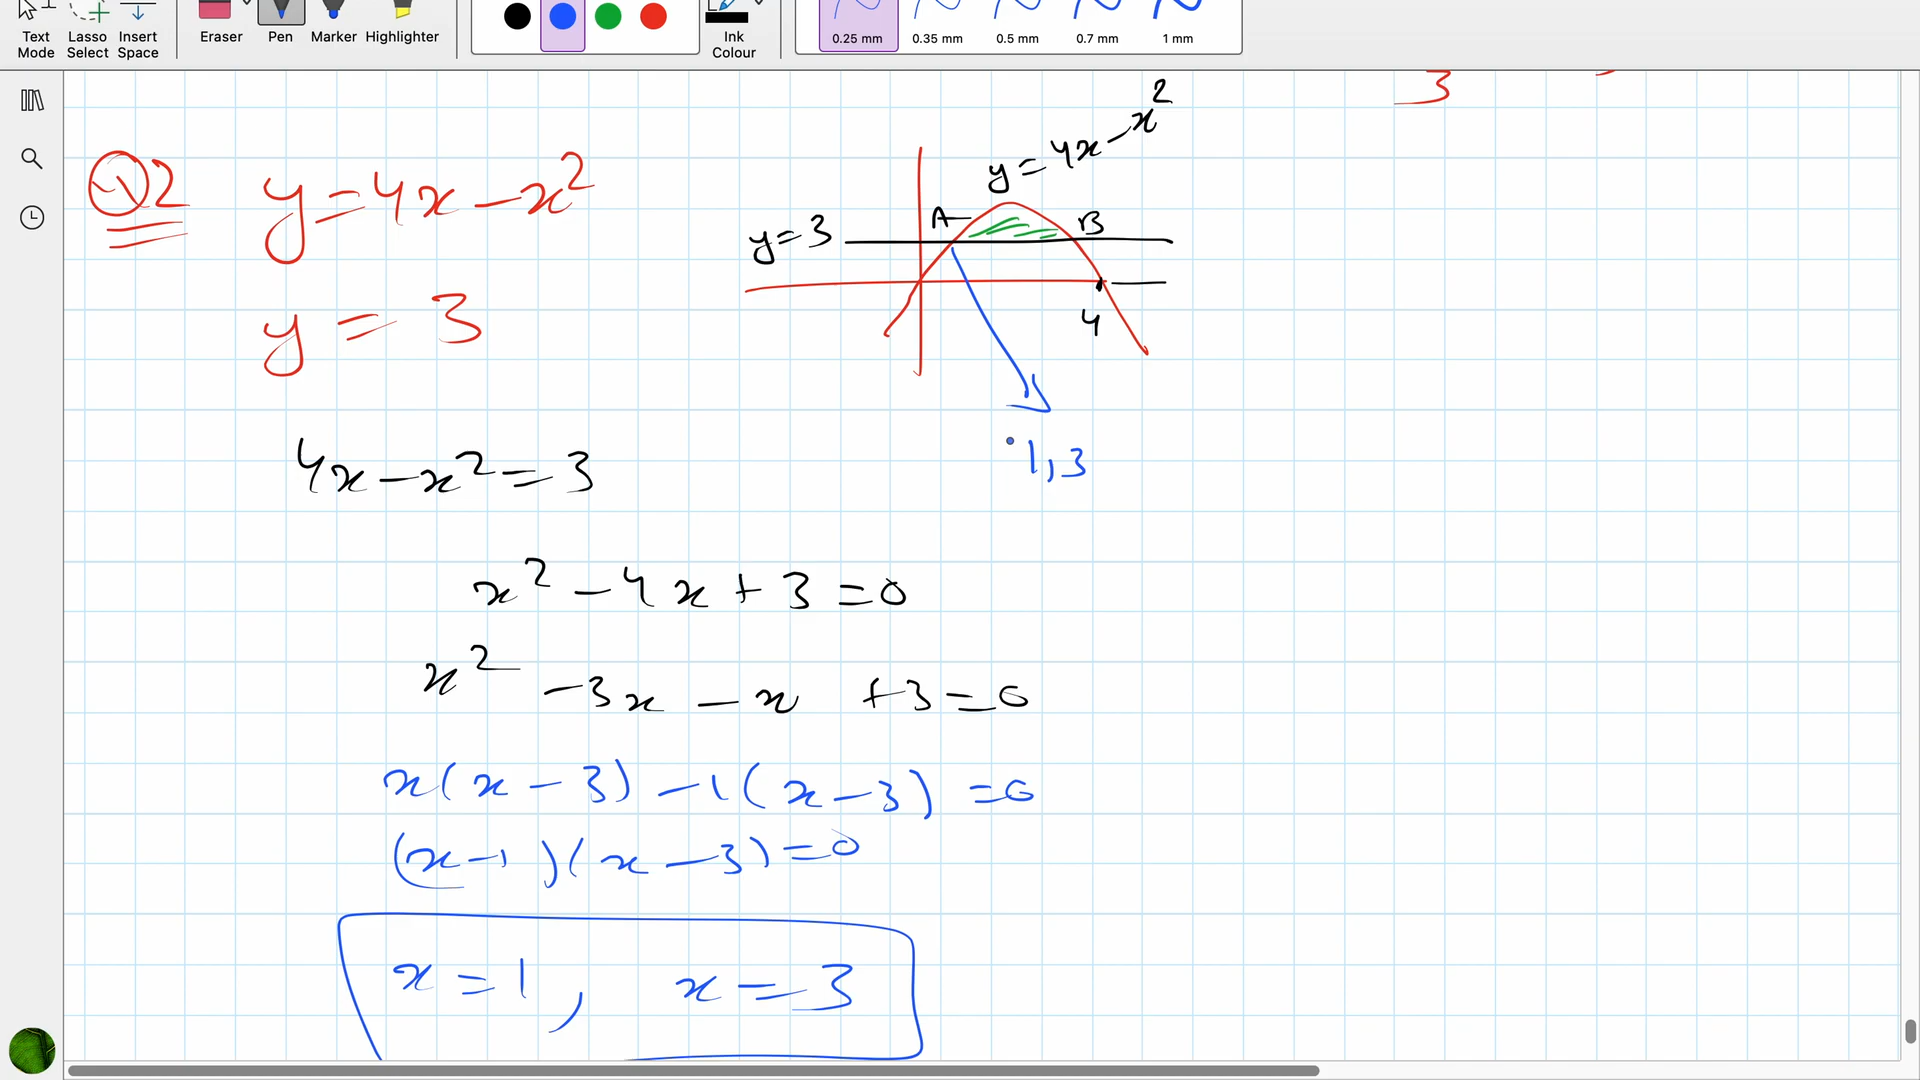 Text Mode
Lasso Select
Insert Space
Eraser
Pen
Marker
Highlighter
Ink Colour
0.25 mm
0.35 mm
0.5 mm
0.7 mm
1 mm
3
Q2
y = 4x - x²
y = 3
y = 4x - x²
A
B
y = 3
4
1,3
4x - x² = 3
x² - 4x + 3 = 0
x² - 3x - x + 3 = 0
x(x - 3) - 1(x - 3) = 0
(x - 1)(x - 3) = 0
x = 1, x = 3